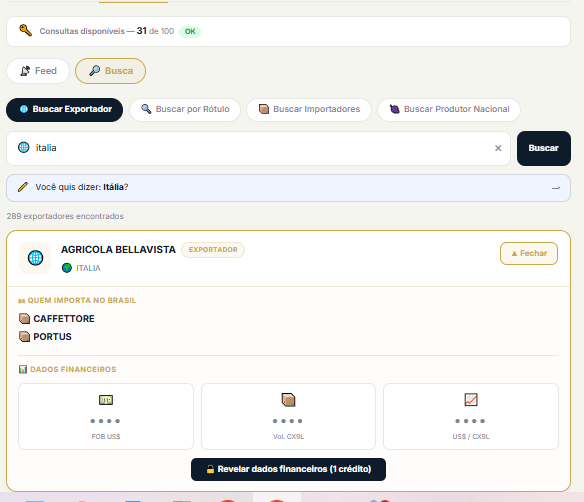 Consultas disponíveis — 31 de 100 OK
Feed Busca
Buscar Exportador Buscar por Rótulo Buscar Importadores Buscar Produtor Nacional
italia × Buscar
Você quis dizer: Itália?
289 exportadores encontrados
AGRICOLA BELLAVISTA EXPORTADOR
ITALIA
▲ Fechar
BR QUEM IMPORTA NO BRASIL
CAFFETTORE
PORTUS
DADOS FINANCEIROS
•••• •••• ••••
FOB US$ Vol. CX9L US$ / CX9L
Revelar dados financeiros (1 crédito)